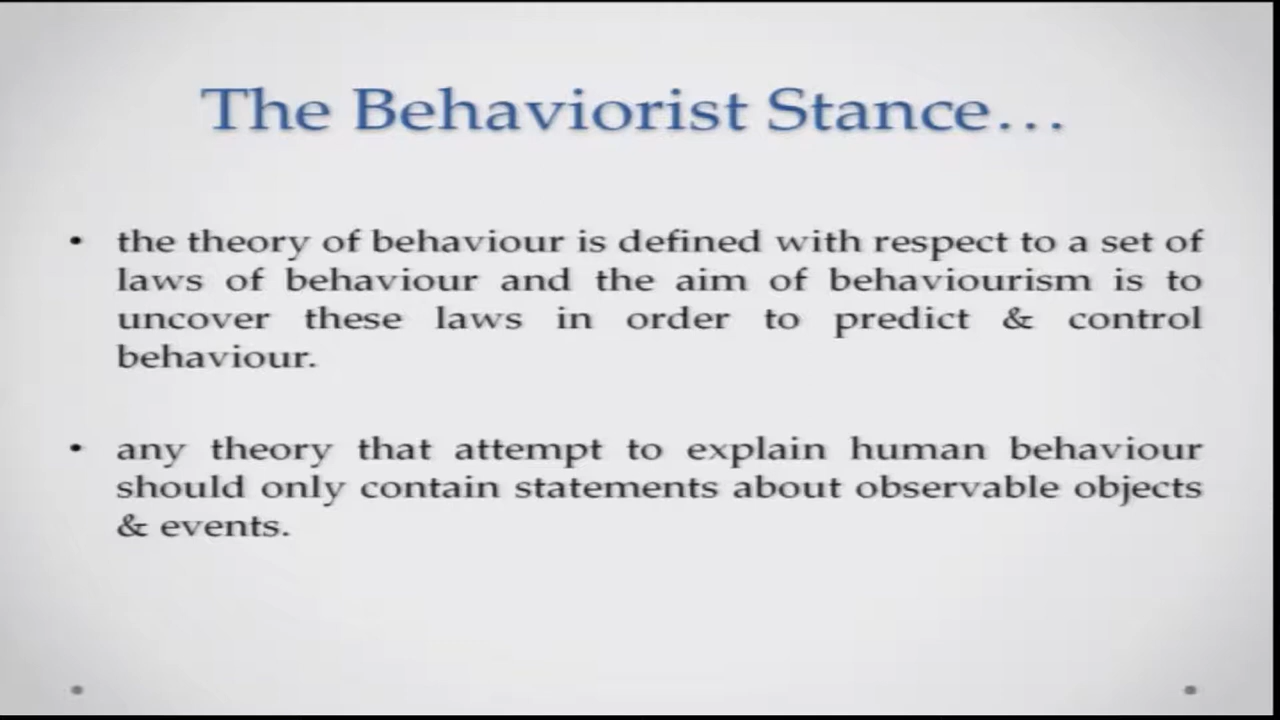 The Behaviorist Stance...
• the theory of behaviour is defined with respect to a set of
laws of behaviour and the aim of behaviourism is to
uncover these laws in order to predict & control
behaviour.
• any theory that attempt to explain human behaviour
should only contain statements about observable objects
& events.